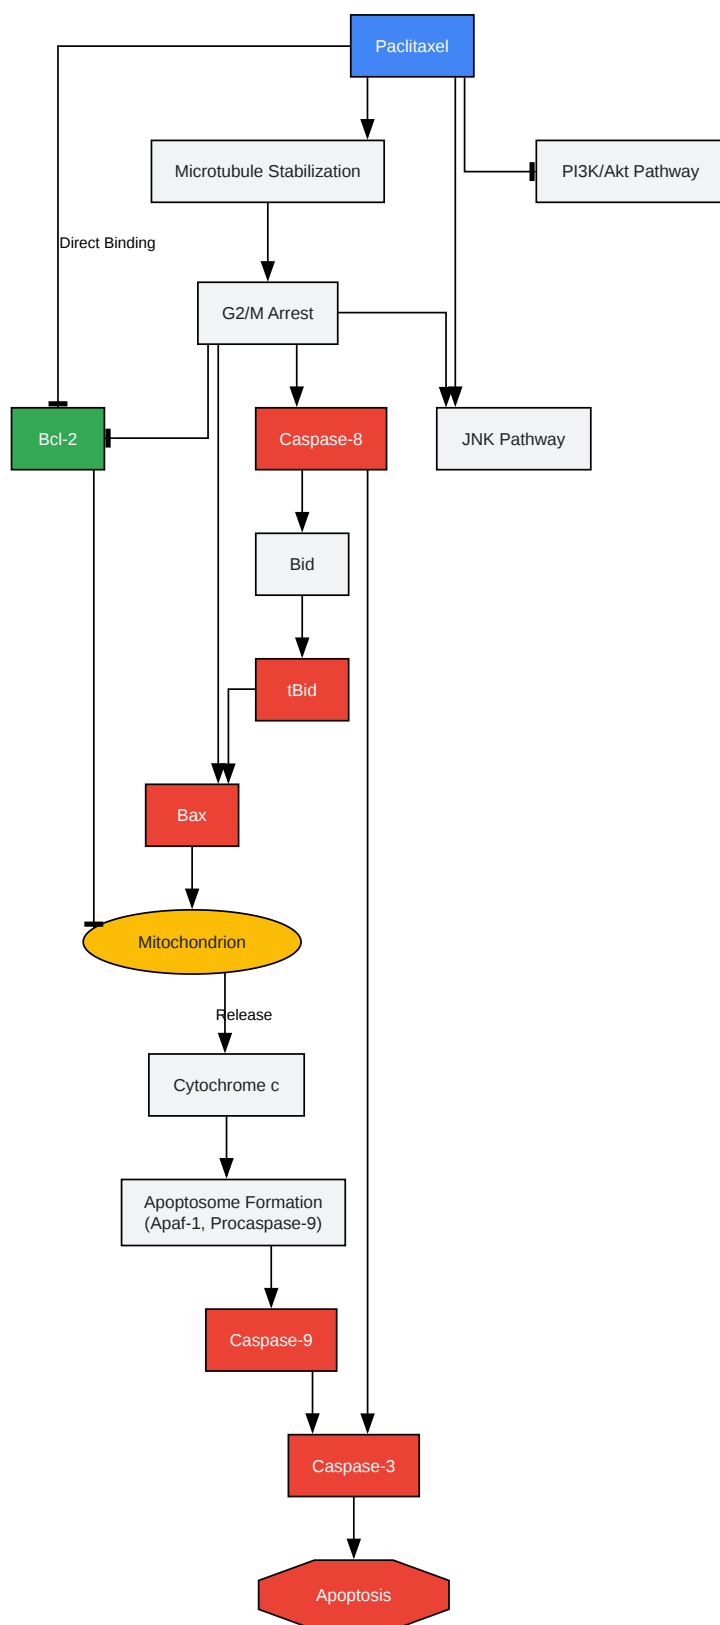 Paclitaxel
Microtubule Stabilization
PI3K/Akt Pathway
Direct Binding
G2/M Arrest
Bcl-2
Caspase-8
JNK Pathway
Bid
tBid
Bax
Mitochondrion
Release
Cytochrome c
Apoptosome Formation
(Apaf-1, Procaspase-9)
Caspase-9
Caspase-3
Apoptosis